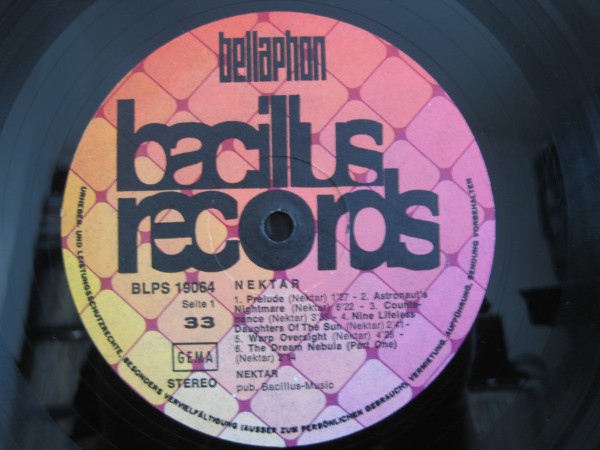 bellaphon
bacillus
records
BLPS 19064
Seite 1
33
GEMA
STEREO
NEKTAR
1. Prelude (Nektar) 1'27 - 2. Astronaut's
Nightmare (Nektar) 6'22 - 3. Counte-
nance (Nektar) 3'33 - 4. Nine Lifeless
Daughters Of The Sun (Nektar) 2'41 -
5. Warp Oversight (Nektar) 4'28 -
6. The Dream Nebula (Part One)
(Nektar) 2'14
NEKTAR
pub. Bacillus-Music
URHEBER- UND LEISTUNGSSCHUTZRECHTE, BESONDERS VERVIELFÄLTIGUNG (AUSSER ZUM PERSÖNLICHEN GEBRAUCH) VERMIETUNG, AUFFÜHRUNG, SENDUNG VORBEHALTEN